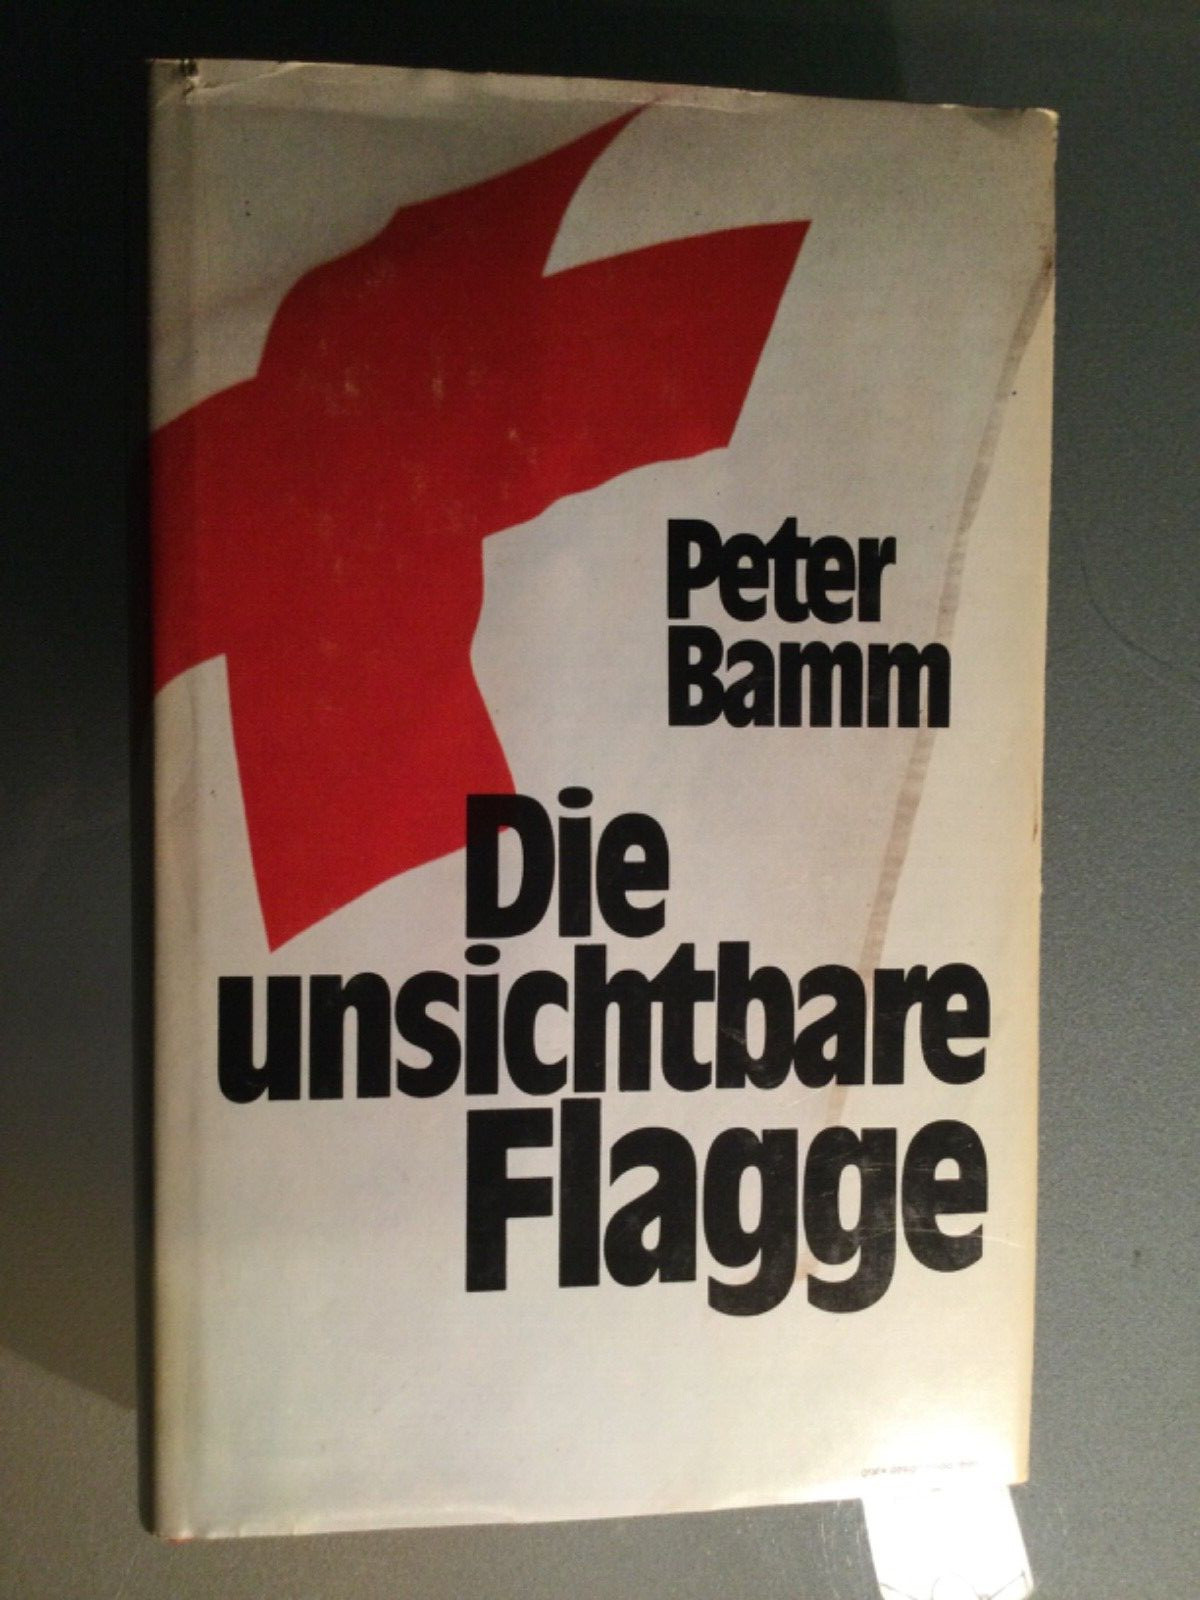 Peter
Bamm
Die
unsichtbare
Flagge